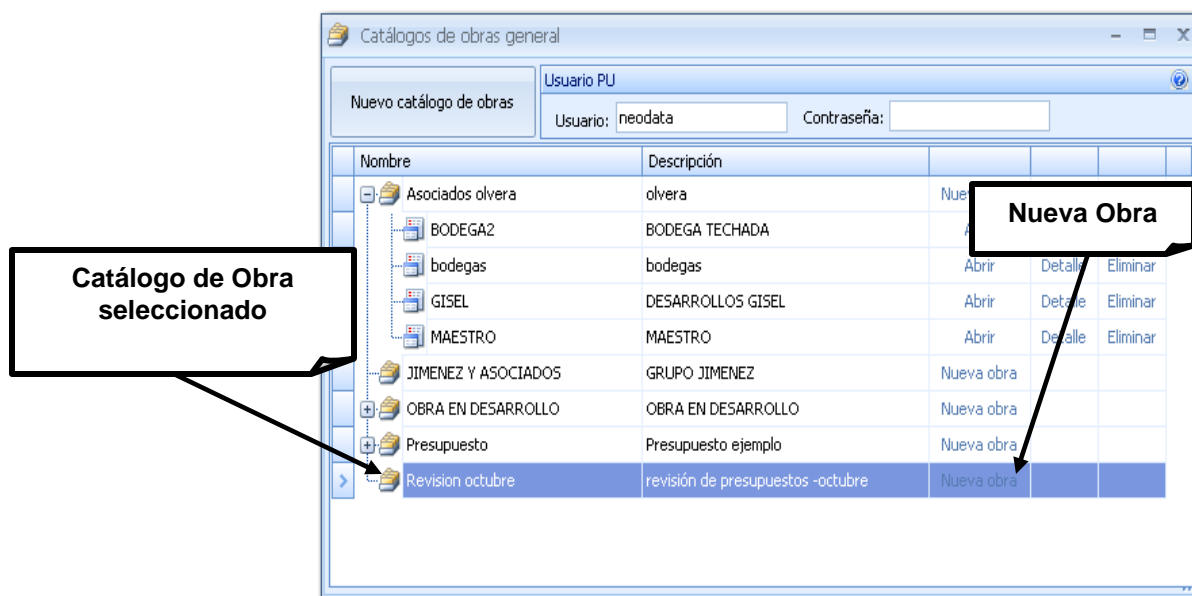 Catálogos de obras general
Nuevo catálogo de obras
Usuario PU
Usuario: neodata Contraseña:
Nombre Descripción
Asociados olvera olvera
BODEGA2 BODEGA TECHADA
bodegas bodegas Abrir Detalle Eliminar
GISEL DESARROLLOS GISEL Abrir Detalle Eliminar
MAESTRO MAESTRO Abrir Detalle Eliminar
JIMENEZ Y ASOCIADOS GRUPO JIMENEZ Nueva obra
OBRA EN DESARROLLO OBRA EN DESARROLLO Nueva obra
Presupuesto Presupuesto ejemplo Nueva obra
Revision octubre revisión de presupuestos -octubre Nueva obra
Nueva Obra
Catálogo de Obra
seleccionado